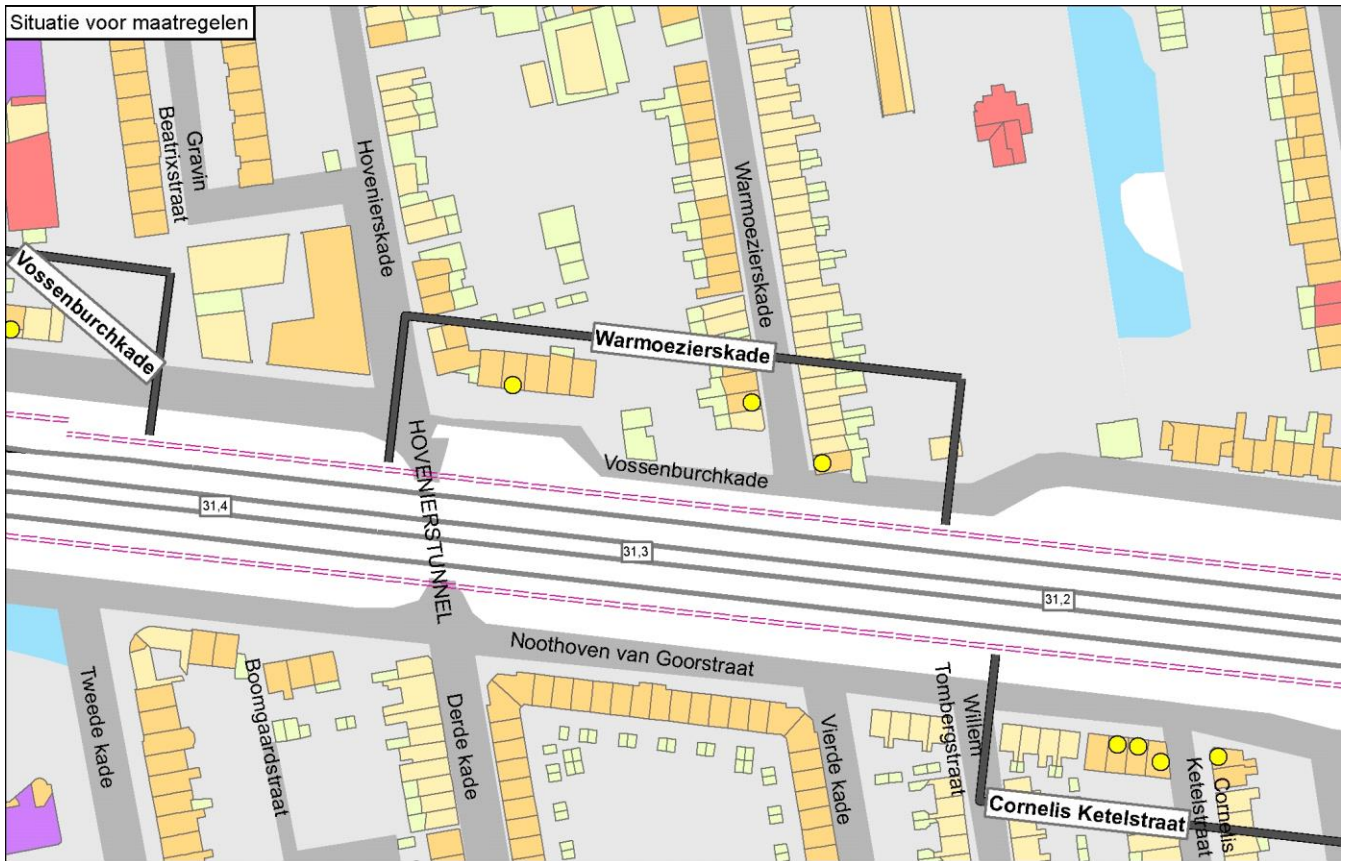 Situatie voor maatregelen
Gravin
Beatrixstraat
Hovenierskade
Warmoezierskade
Vossenburchkade
Warmoezierskade
Vossenburchkade
HOVENIERSTUNNEL
31,4
31,3
31,2
Noothoven van Goorstraat
Tweede kade
Boomgaardstraat
Derde kade
Vierde kade
Willem
Tombergstraat
Cornelis
Ketelstraat
Cornelis Ketelstraat